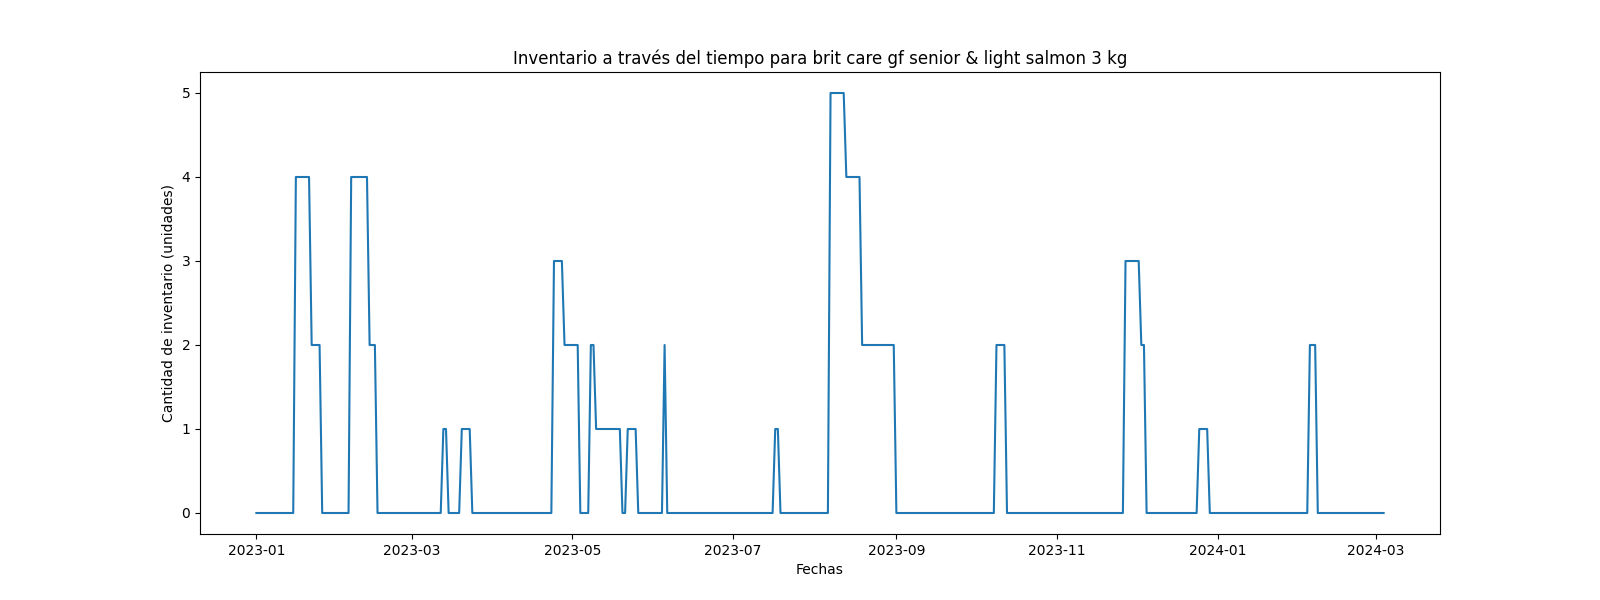 Inventario a través del tiempo para brit care gf senior & light salmon 3 kg
Cantidad de inventario (unidades)
5
4
3
2
1
0
2023-01 2023-03 2023-05 2023-07 2023-09 2023-11 2024-01 2024-03
Fechas